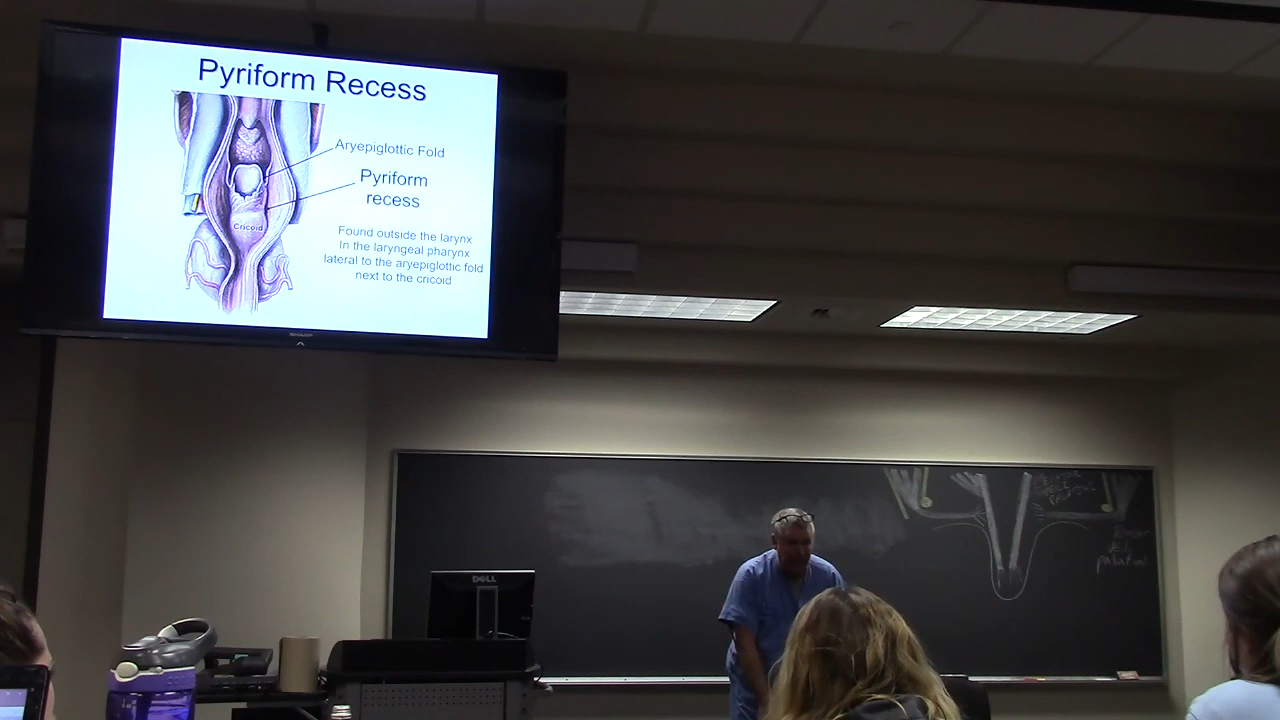 Pyriform Recess
Aryepiglottic Fold
Pyriform
recess
Cricoid
Found outside the larynx
In the laryngeal pharynx
lateral to the aryepiglottic fold
next to the cricoid
SHARP
DELL
palatini